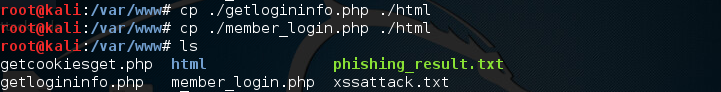 root@kali:/var/www# cp ./getlogininfo.php ./html
root@kali:/var/www# cp ./member_login.php ./html
root@kali:/var/www# ls
getcookiesget.php  html              phishing_result.txt
getlogininfo.php   member_login.php  xssattack.txt